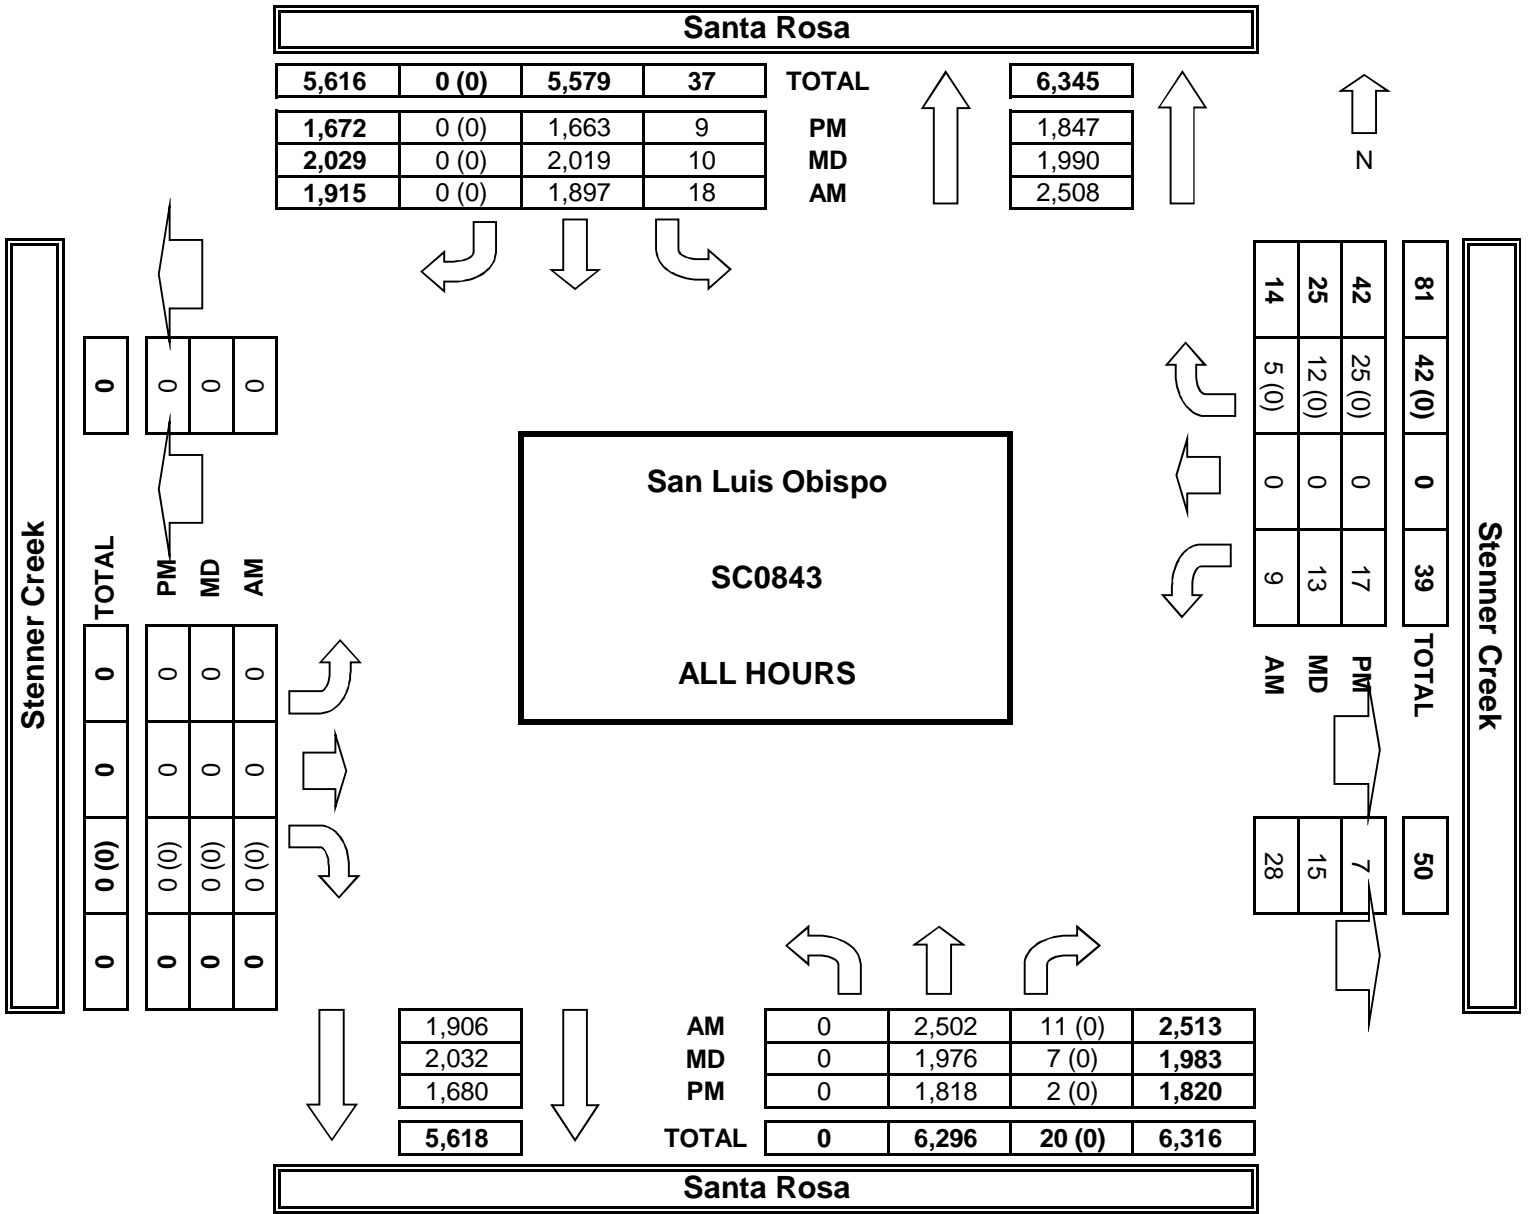 Santa Rosa
5,616 0 (0) 5,579 37 TOTAL 6,345
1,672 0 (0) 1,663 9 PM 1,847
2,029 0 (0) 2,019 10 MD 1,990
1,915 0 (0) 1,897 18 AM 2,508
N
Stenner Creek
0 0 0 0
TOTAL PM MD AM
0 0 0 0
0 0 0 0
0 (0) 0 (0) 0 (0) 0 (0)
0 0 0 0
San Luis Obispo
SC0843
ALL HOURS
14 25 42 81
5 (0) 12 (0) 25 (0) 42 (0)
0 0 0 0
9 13 17 39
AM MD PM TOTAL
28 15 7 50
Stenner Creek
1,906 AM 0 2,502 11 (0) 2,513
2,032 MD 0 1,976 7 (0) 1,983
1,680 PM 0 1,818 2 (0) 1,820
5,618 TOTAL 0 6,296 20 (0) 6,316
Santa Rosa